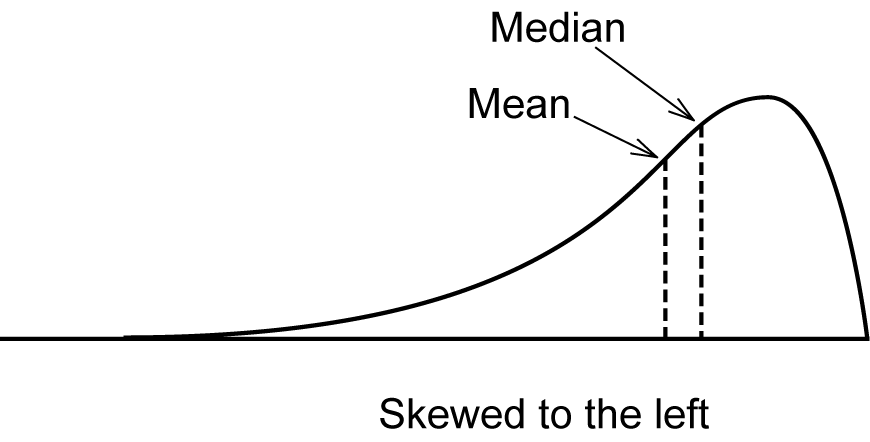 Median
Mean
Skewed to the left